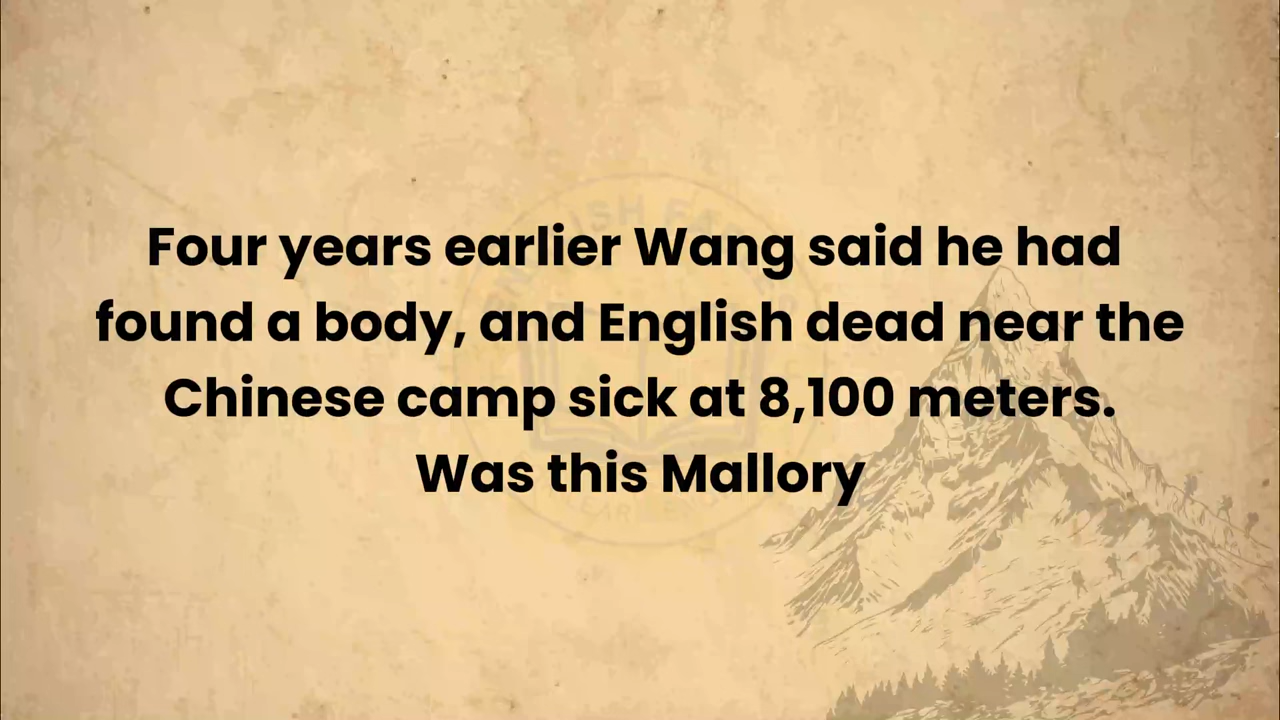 Four years earlier Wang said he had
found a body, and English dead near the
Chinese camp sick at 8,100 meters.
Was this Mallory